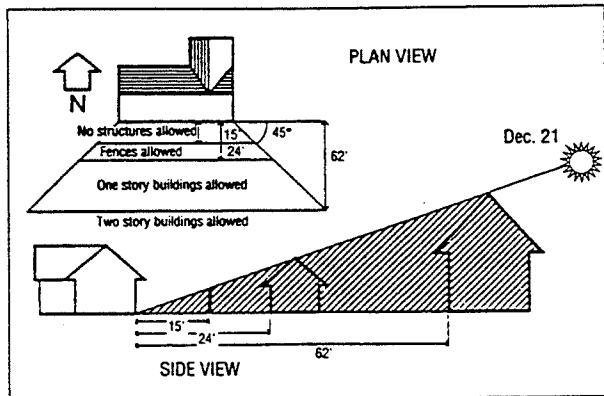 PLAN VIEW
N
No structures allowed 15' 45°
Fences allowed 24'
62'
One story buildings allowed
Two story buildings allowed
Dec. 21
15'
24'
62'
SIDE VIEW